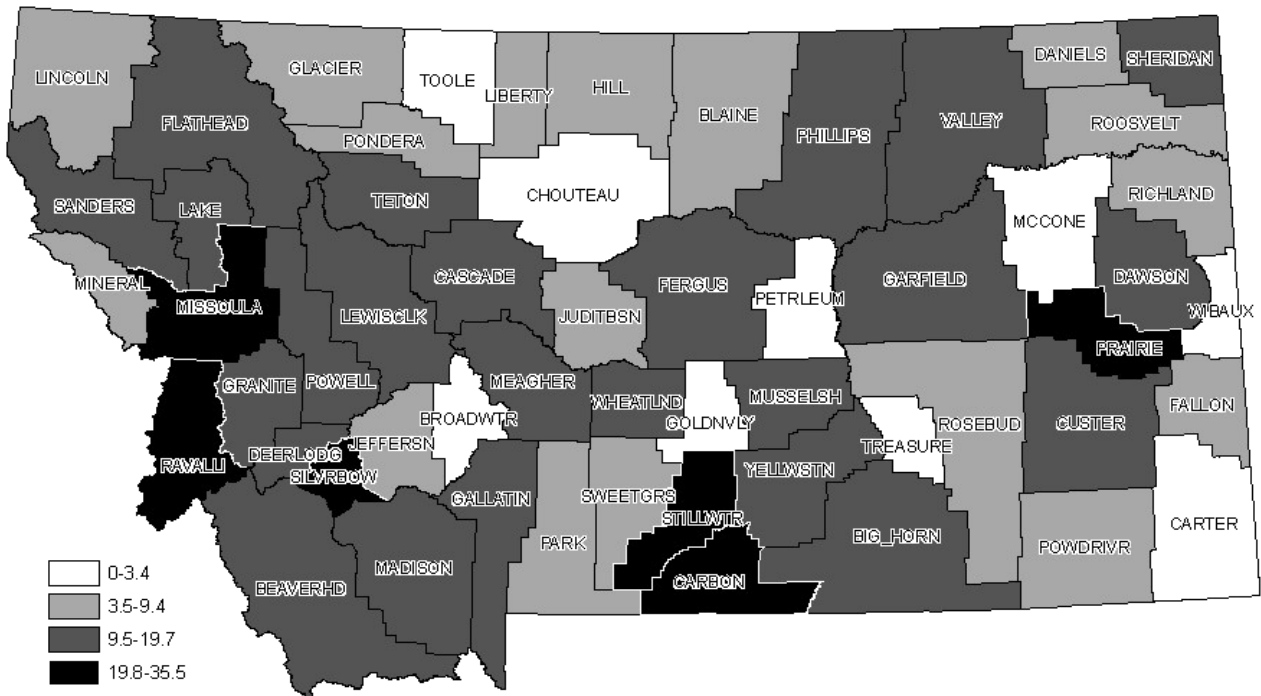 LINCOLN
FLATHEAD
GLACIER
TOOLE
LIBERTY
HILL
BLAINE
PHILLIPS
VALLEY
DANIELS
SHERIDAN
ROOSVELT
PONDERA
CHOUTEAU
TETON
SANDERS
LAKE
RICHLAND
MCCONE
MINERAL
MISSOULA
LEWISCLK
CASCADE
JUDITBSN
FERGUS
PETRLEUM
GARFIELD
DAWSON
WIBAUX
PRAIRIE
GRANITE
POWELL
MEAGHER
BROADWTR
WHEATLND
GOLDNVLY
MUSSELSH
TREASURE
ROSEBUD
CUSTER
FALLON
RAVALLI
DEERLODG
SILVRBOW
JEFFERSN
GALLATIN
SWEETGRS
STILLWTR
YELLWSTN
PARK
CARBON
BIG_HORN
POWDRIVR
CARTER
BEAVERHD
MADISON
0-3.4
3.5-9.4
9.5-19.7
19.8-35.5